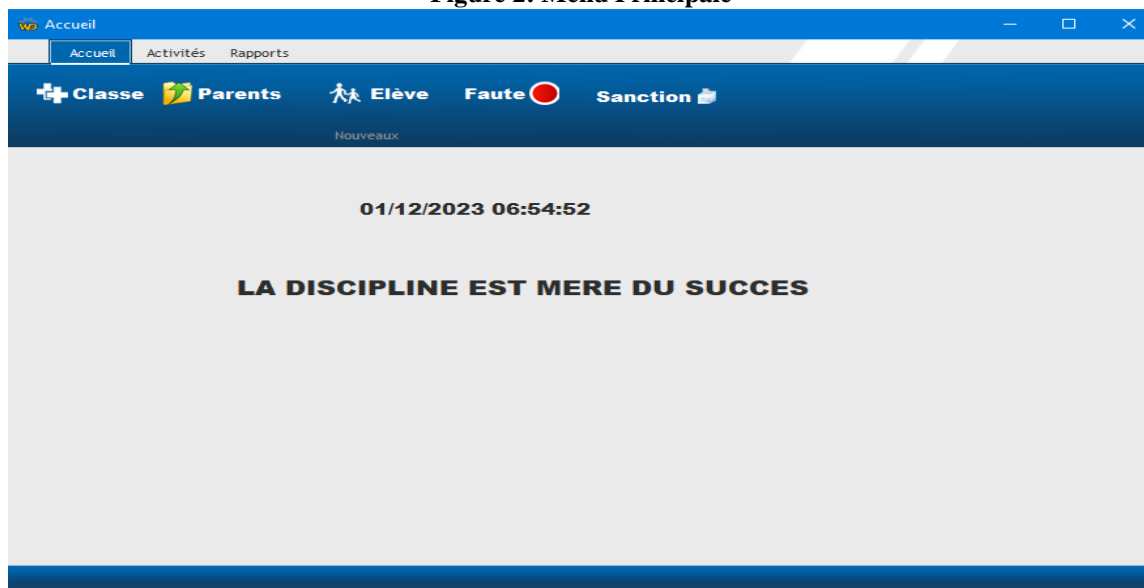 Figure 2: Menu Principale
Accueil
Accueil Activités Rapports
Classe Parents Elève Faute Sanction
Nouveaux
01/12/2023 06:54:52
LA DISCIPLINE EST MERE DU SUCCES